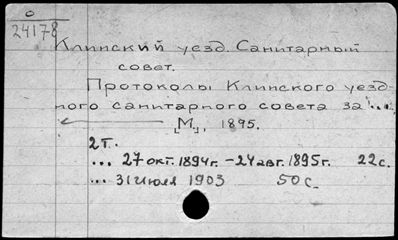 0
24178
Клинский уезд. Санитарный
совет.
Протоколы Клинского уезд-
ного санитарного совета за ...
[М], 1895.
2 т.
... 27 окт. 1894 г. – 24 авг. 1895 г. 22 с.
... 31 июля 1903 50 с.